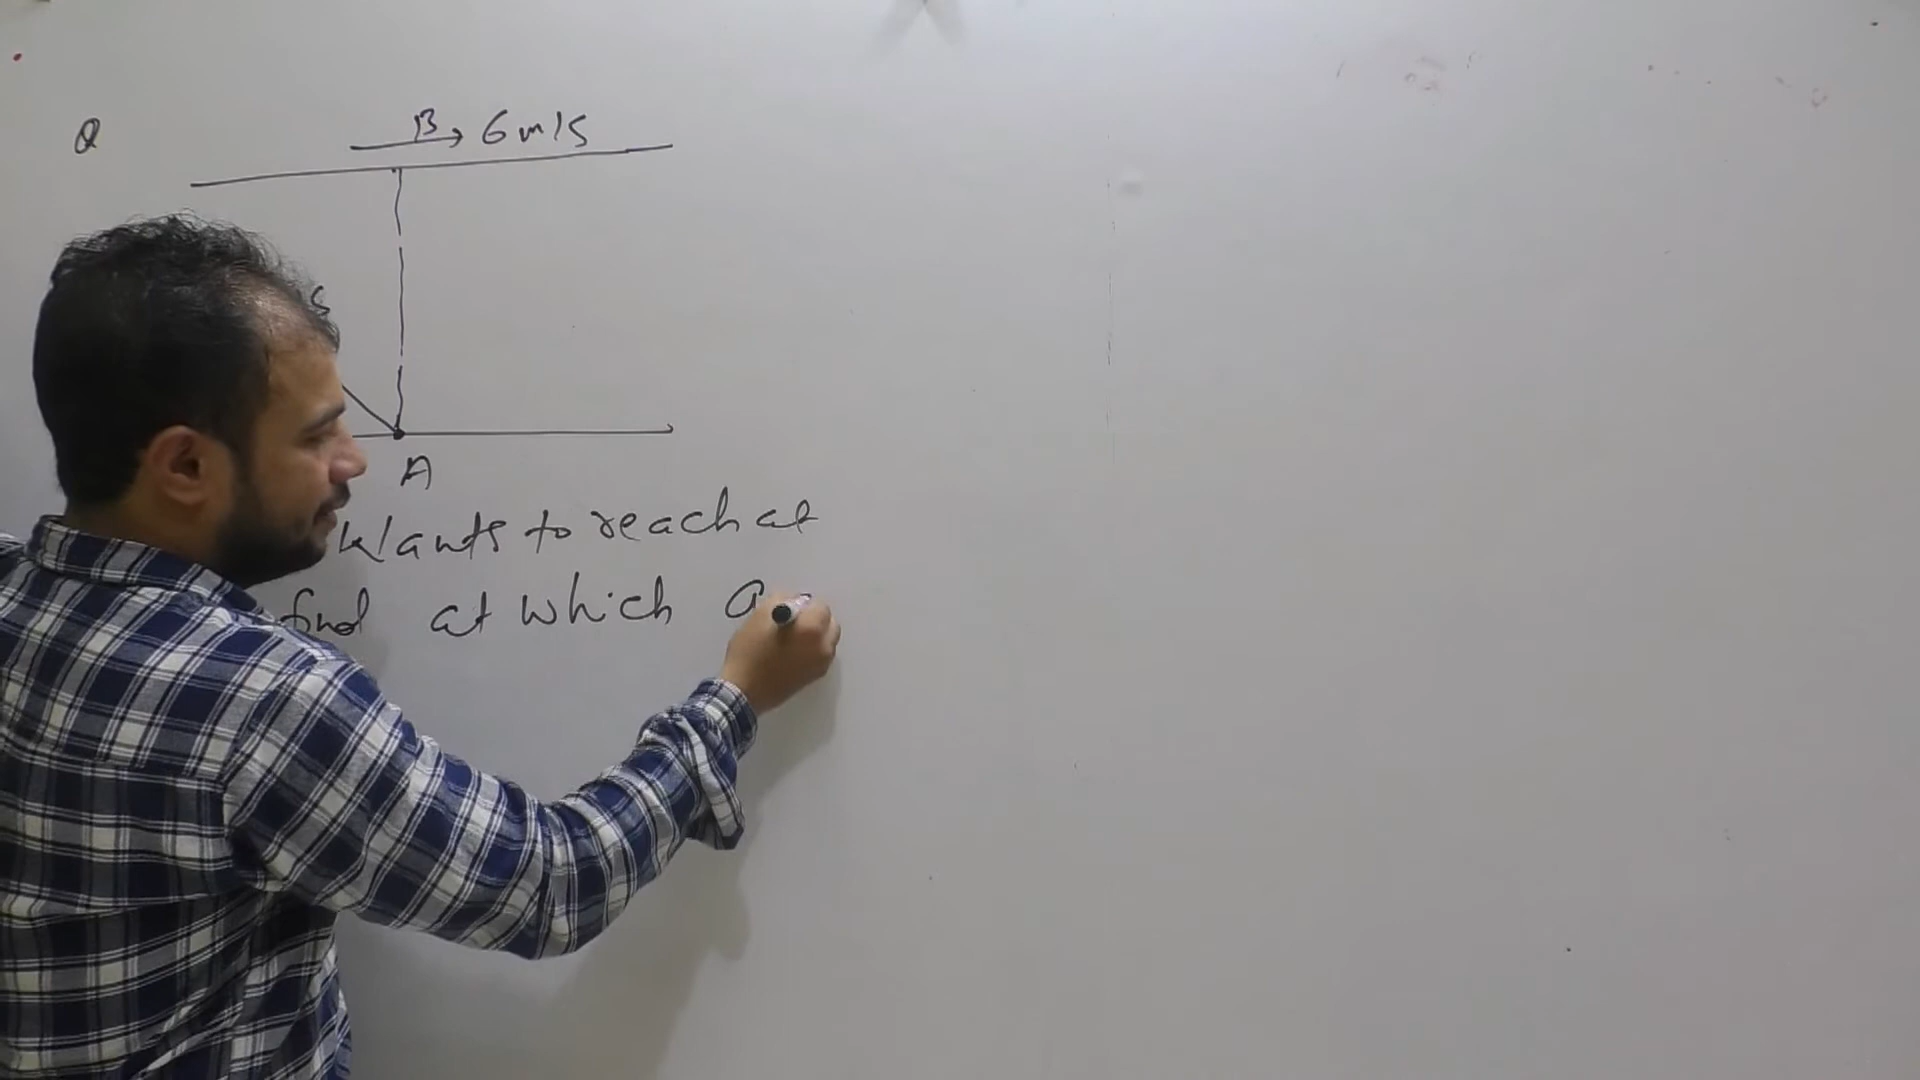 Q
B → 6 m/s
S
A
Wants to reach at
find at which